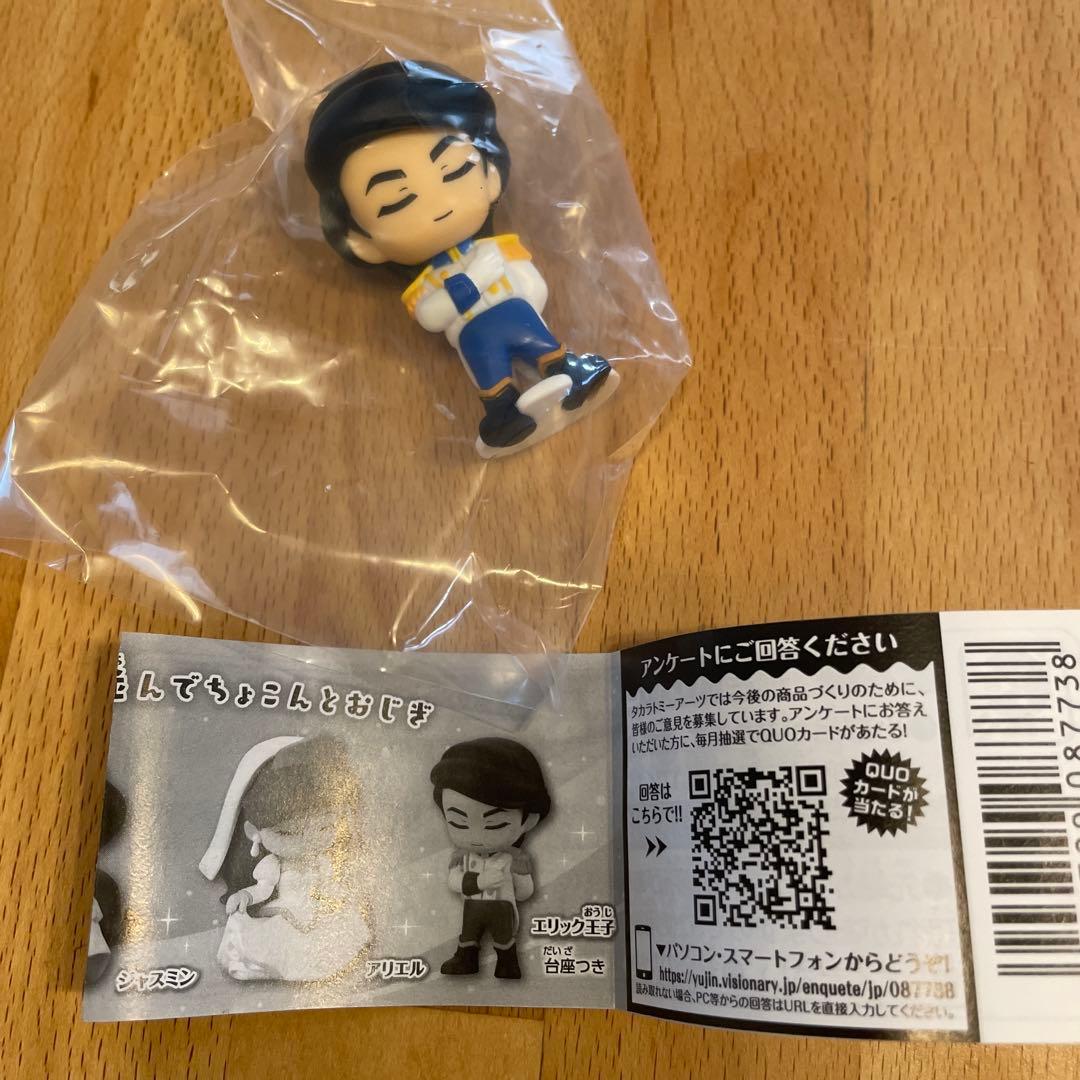 んでちょこんとおじぎ
ジャスミン
アリエル
おうじ
エリック王子
だいざ
台座つき
アンケートにご回答ください
タカラトミーアーツでは今後の商品づくりのために、
皆様のご意見を募集しています。アンケートにお答え
いただいた方に、毎月抽選でQUOカードがあたる!
回答は
こちらで!!
QUO
カードが
当たる!
▼パソコン・スマートフォンからどうぞ!
https://yujin.visionary.jp/enquete/jp/087738
読み取れない場合、PC等からの回答はURLを直接入力してください。
087738